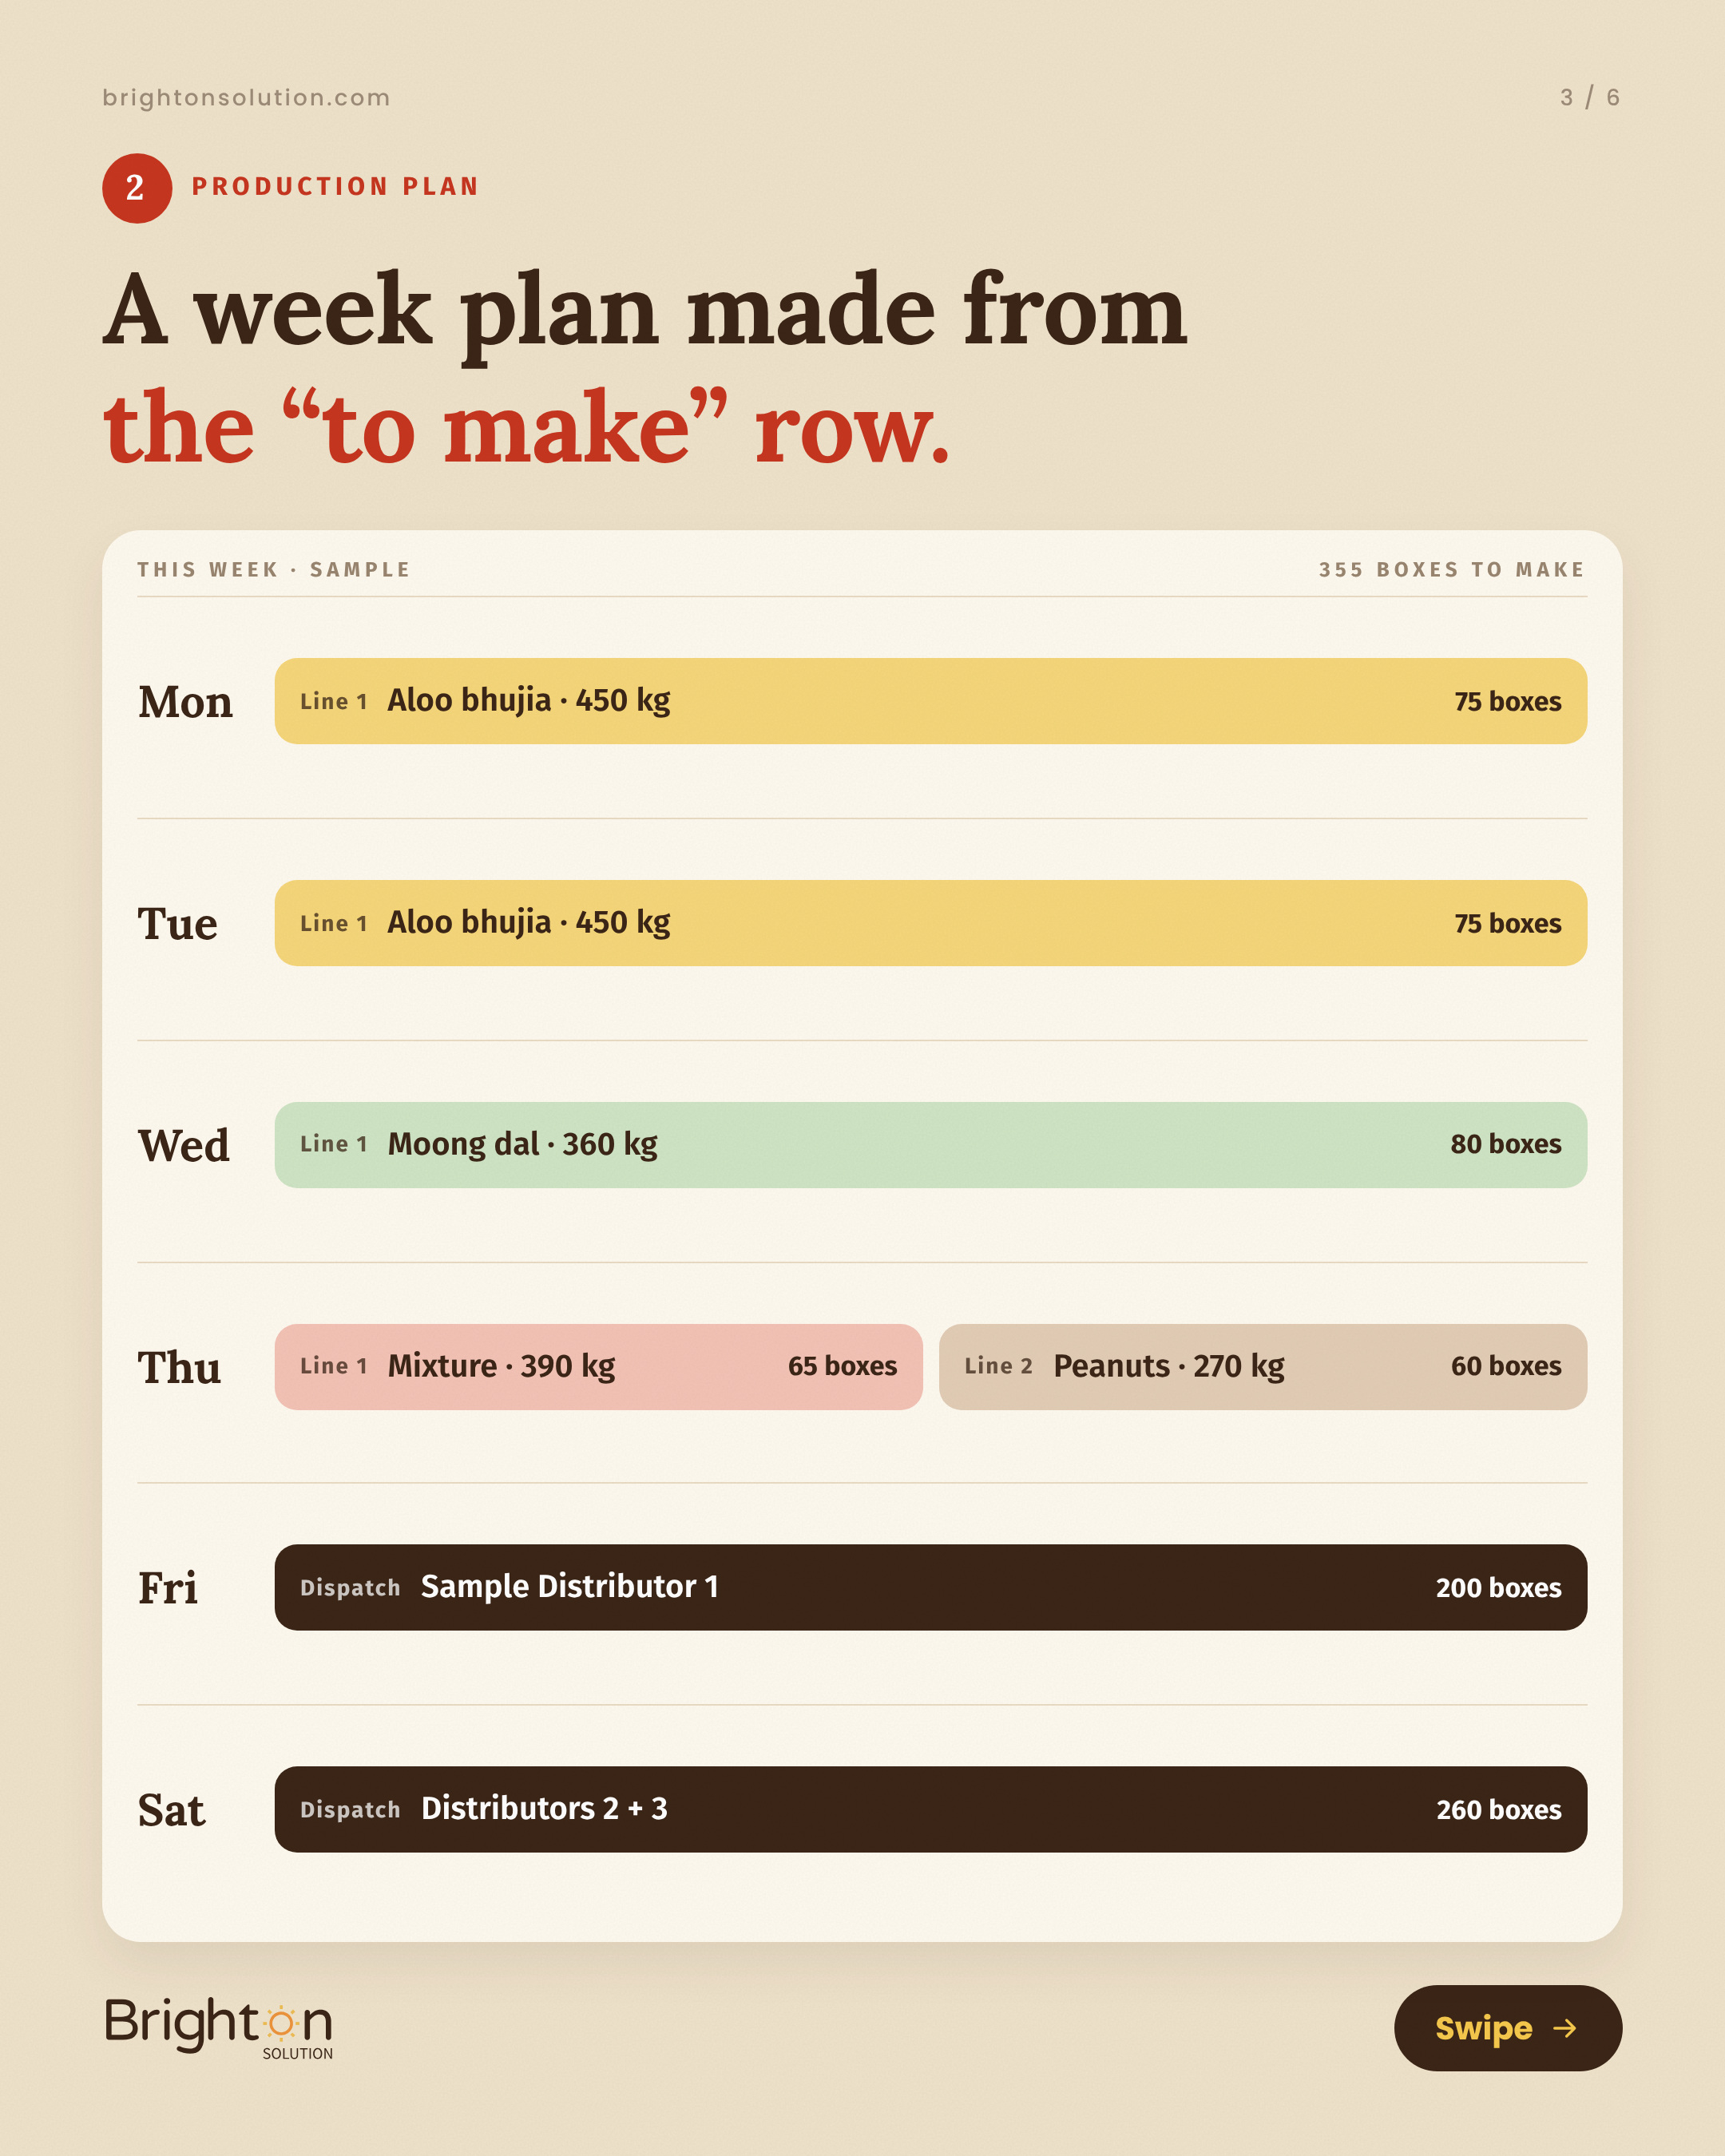 brightonsolution.com
3 / 6
2 PRODUCTION PLAN
A week plan made from
the “to make” row.
THIS WEEK · SAMPLE
355 BOXES TO MAKE
Mon Line 1 Aloo bhujia · 450 kg 75 boxes
Tue Line 1 Aloo bhujia · 450 kg 75 boxes
Wed Line 1 Moong dal · 360 kg 80 boxes
Thu Line 1 Mixture · 390 kg 65 boxes Line 2 Peanuts · 270 kg 60 boxes
Fri Dispatch Sample Distributor 1 200 boxes
Sat Dispatch Distributors 2 + 3 260 boxes
Brighton
SOLUTION
Swipe →